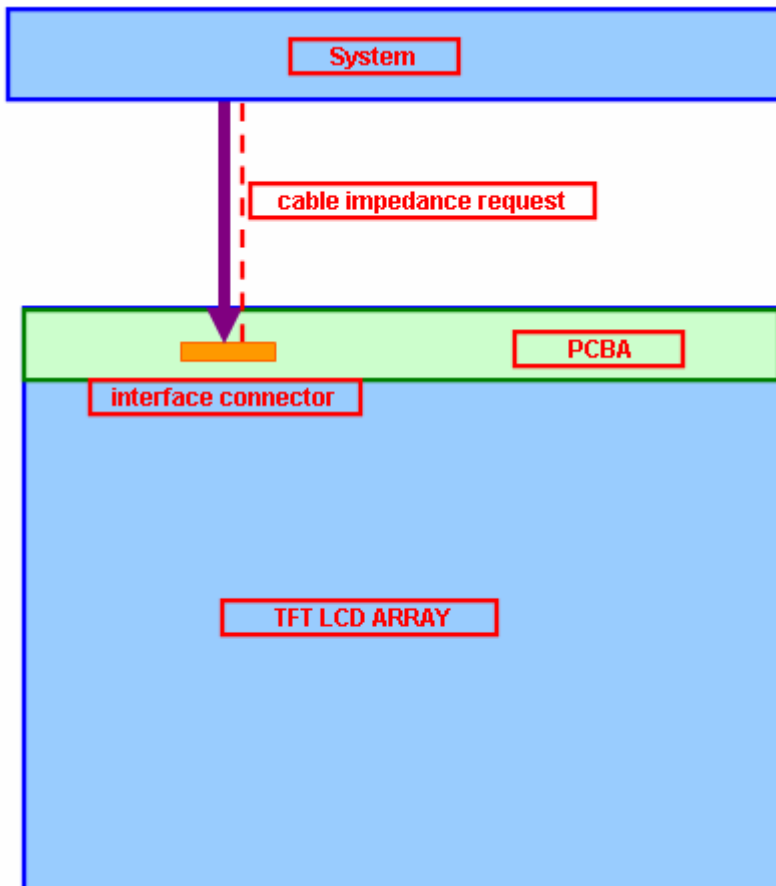 System
cable impedance request
PCBA
interface connector
TFT LCD ARRAY